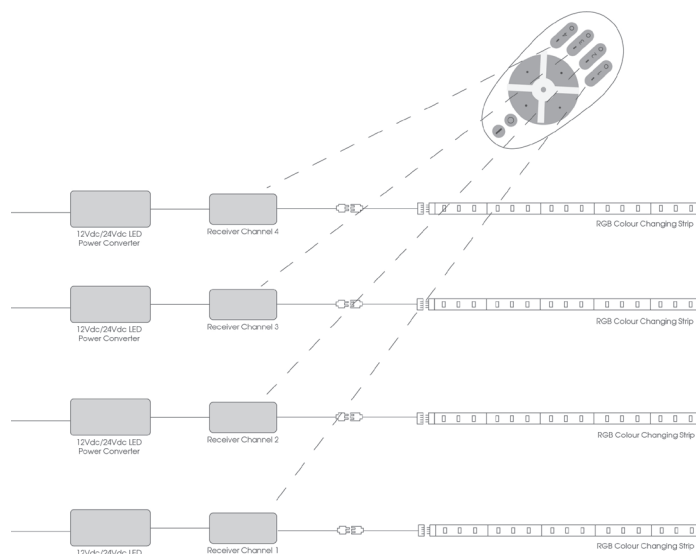 Receiver Channel 4
12Vdc/24Vdc LED
Power Converter
RGB Colour Changing Strip
Receiver Channel 3
12Vdc/24Vdc LED
Power Converter
RGB Colour Changing Strip
Receiver Channel 2
12Vdc/24Vdc LED
Power Converter
RGB Colour Changing Strip
Receiver Channel 1
12Vdc/24Vdc LED
RGB Colour Changing Strip